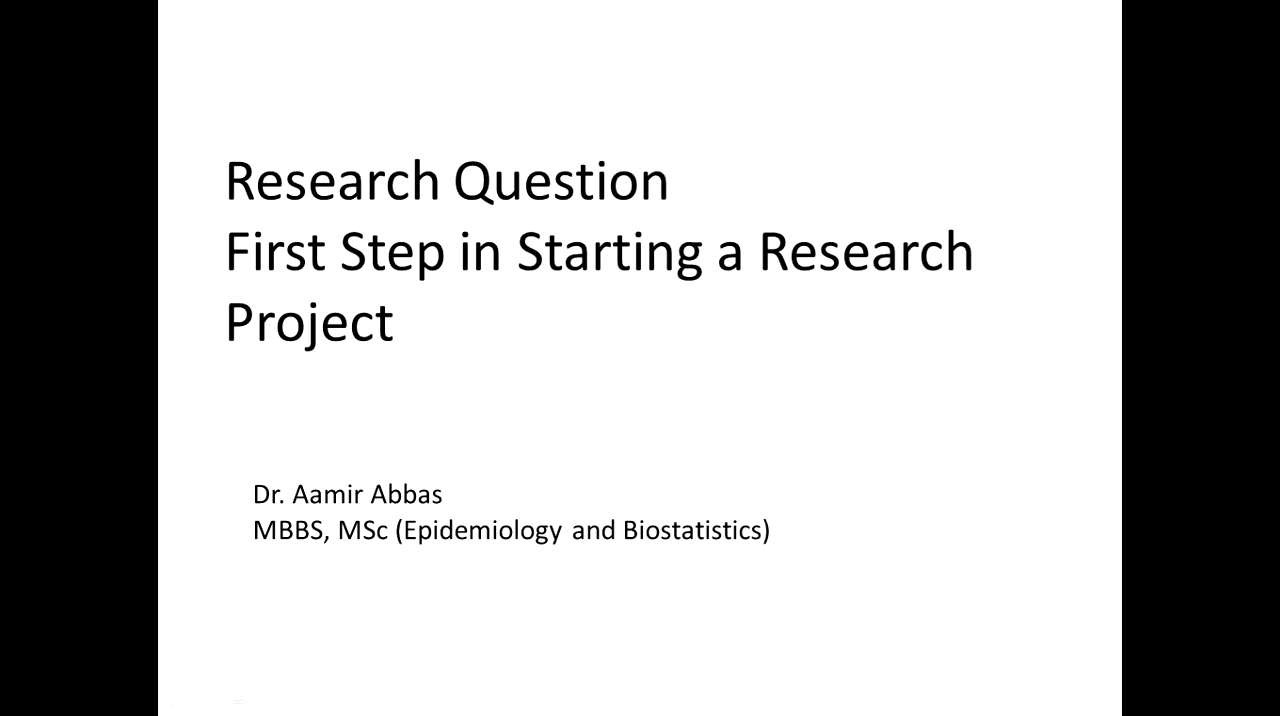 Research Question
First Step in Starting a Research
Project
Dr. Aamir Abbas
MBBS, MSc (Epidemiology and Biostatistics)